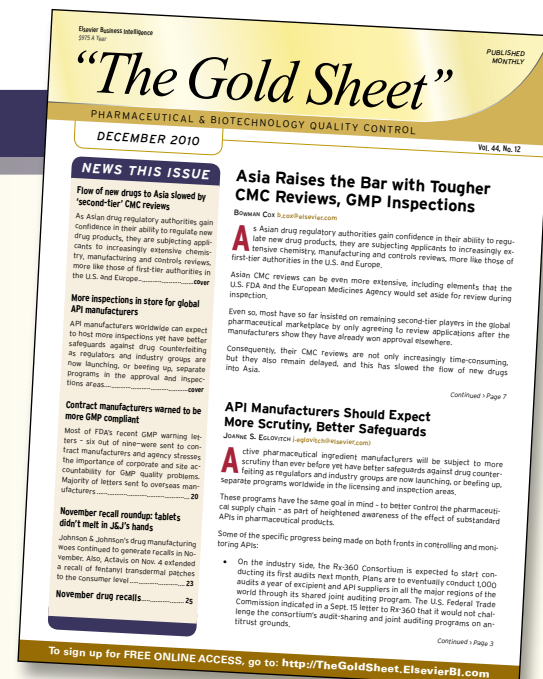 Elsevier Business Intelligence
$975 A Year
PUBLISHED
MONTHLY
“The Gold Sheet”
PHARMACEUTICAL & BIOTECHNOLOGY QUALITY CONTROL
DECEMBER 2010
Vol. 44, No. 12
NEWS THIS ISSUE
Flow of new drugs to Asia slowed by
‘second-tier’ CMC reviews
As Asian drug regulatory authorities gain
confidence in their ability to regulate new
drug products, they are subjecting appli-
cants to increasingly extensive chemis-
try, manufacturing and controls reviews,
more like those of first-tier authorities in
the U.S. and Europe........................cover
More inspections in store for global
API manufacturers
API manufacturers worldwide can expect
to host more inspections yet have better
safeguards against drug counterfeiting
as regulators and industry groups are
now launching, or beefing up, separate
programs in the approval and inspec-
tions areas....................................cover
Contract manufacturers warned to be
more GMP compliant
Most of FDA’s recent GMP warning let-
ters – six out of nine–were sent to con-
tract manufacturers and agency stresses
the importance of corporate and site ac-
countability for GMP quality problems.
Majority of letters sent to overseas man-
ufacturers.........................................20
November recall roundup: tablets
didn’t melt in J&J’s hands
Johnson & Johnson’s drug manufacturing
woes continued to generate recalls in No-
vember. Also, Actavis on Nov. 4 extended
a recall of fentanyl transdermal patches
to the consumer level........................23
November drug recalls...................25
Asia Raises the Bar with Tougher
CMC Reviews, GMP Inspections
Bowman Cox b.cox@elsevier.com
As Asian drug regulatory authorities gain confidence in their ability to regu-
late new drug products, they are subjecting applicants to increasingly ex-
tensive chemistry, manufacturing and controls reviews, more like those of
first-tier authorities in the U.S. and Europe.
Asian CMC reviews can be even more extensive, including elements that the
U.S. FDA and the European Medicines Agency would set aside for review during
inspection.
Even so, most have so far insisted on remaining second-tier players in the global
pharmaceutical marketplace by only agreeing to review applications after the
manufacturers show they have already won approval elsewhere.
Consequently, their CMC reviews are not only increasingly time-consuming,
but they also remain delayed, and this has slowed the flow of new drugs
into Asia.
Continued > Page 7
API Manufacturers Should Expect
More Scrutiny, Better Safeguards
Joanne S. Eglovitch j.eglovitch@elsevier.com)
Active pharmaceutical ingredient manufacturers will be subject to more
scrutiny than ever before yet have better safeguards against drug counter-
feiting as regulators and industry groups are now launching, or beefing up,
separate programs worldwide in the licensing and inspection areas.
These programs have the same goal in mind – to better control the pharmaceuti-
cal supply chain – as part of heightened awareness of the effect of substandard
APIs in pharmaceutical products.
Some of the specific progress being made on both fronts in controlling and moni-
toring APIs:
• On the industry side, the Rx-360 Consortium is expected to start con-
ducting its first audits next month. Plans are to eventually conduct 1,000
audits a year of excipient and API suppliers in all the major regions of the
world through its shared joint auditing program. The U.S. Federal Trade
Commission indicated in a Sept. 15 letter to Rx-360 that it would not chal-
lenge the consortium’s audit-sharing and joint auditing programs on an-
titrust grounds.
Continued > Page 3
To sign up for FREE ONLINE ACCESS, go to: http://TheGoldSheet.ElsevierBI.com